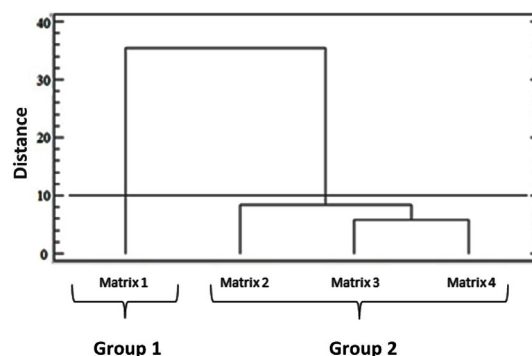 40
30
20
10
0
Distance
Matrix 1
Matrix 2
Matrix 3
Matrix 4
Group 1
Group 2